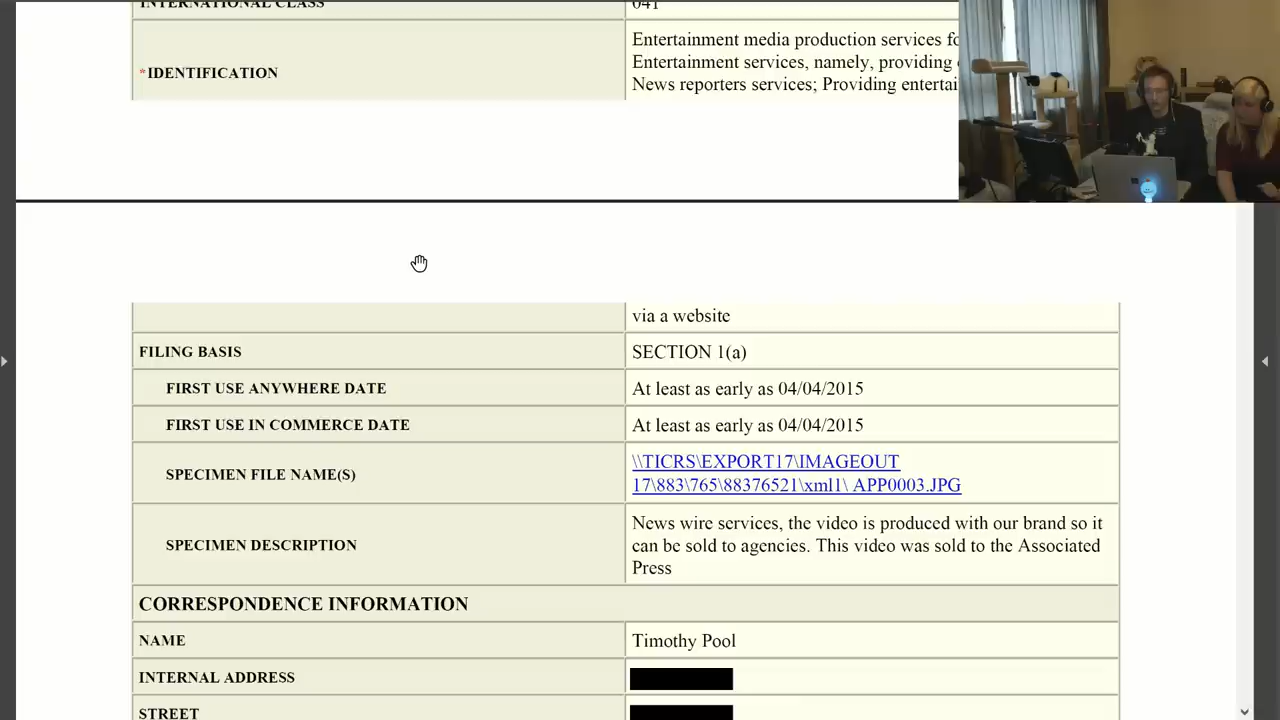 INTERNATIONAL CLASS
041
*IDENTIFICATION
Entertainment media production services fo
Entertainment services, namely, providing
News reporters services; Providing entertai
via a website
FILING BASIS
SECTION 1(a)
FIRST USE ANYWHERE DATE
At least as early as 04/04/2015
FIRST USE IN COMMERCE DATE
At least as early as 04/04/2015
SPECIMEN FILE NAME(S)
\\TICRS\EXPORT17\IMAGEOUT
17\883\765\88376521\xml1\ APP0003.JPG
SPECIMEN DESCRIPTION
News wire services, the video is produced with our brand so it
can be sold to agencies. This video was sold to the Associated
Press
CORRESPONDENCE INFORMATION
NAME
Timothy Pool
INTERNAL ADDRESS
STREET